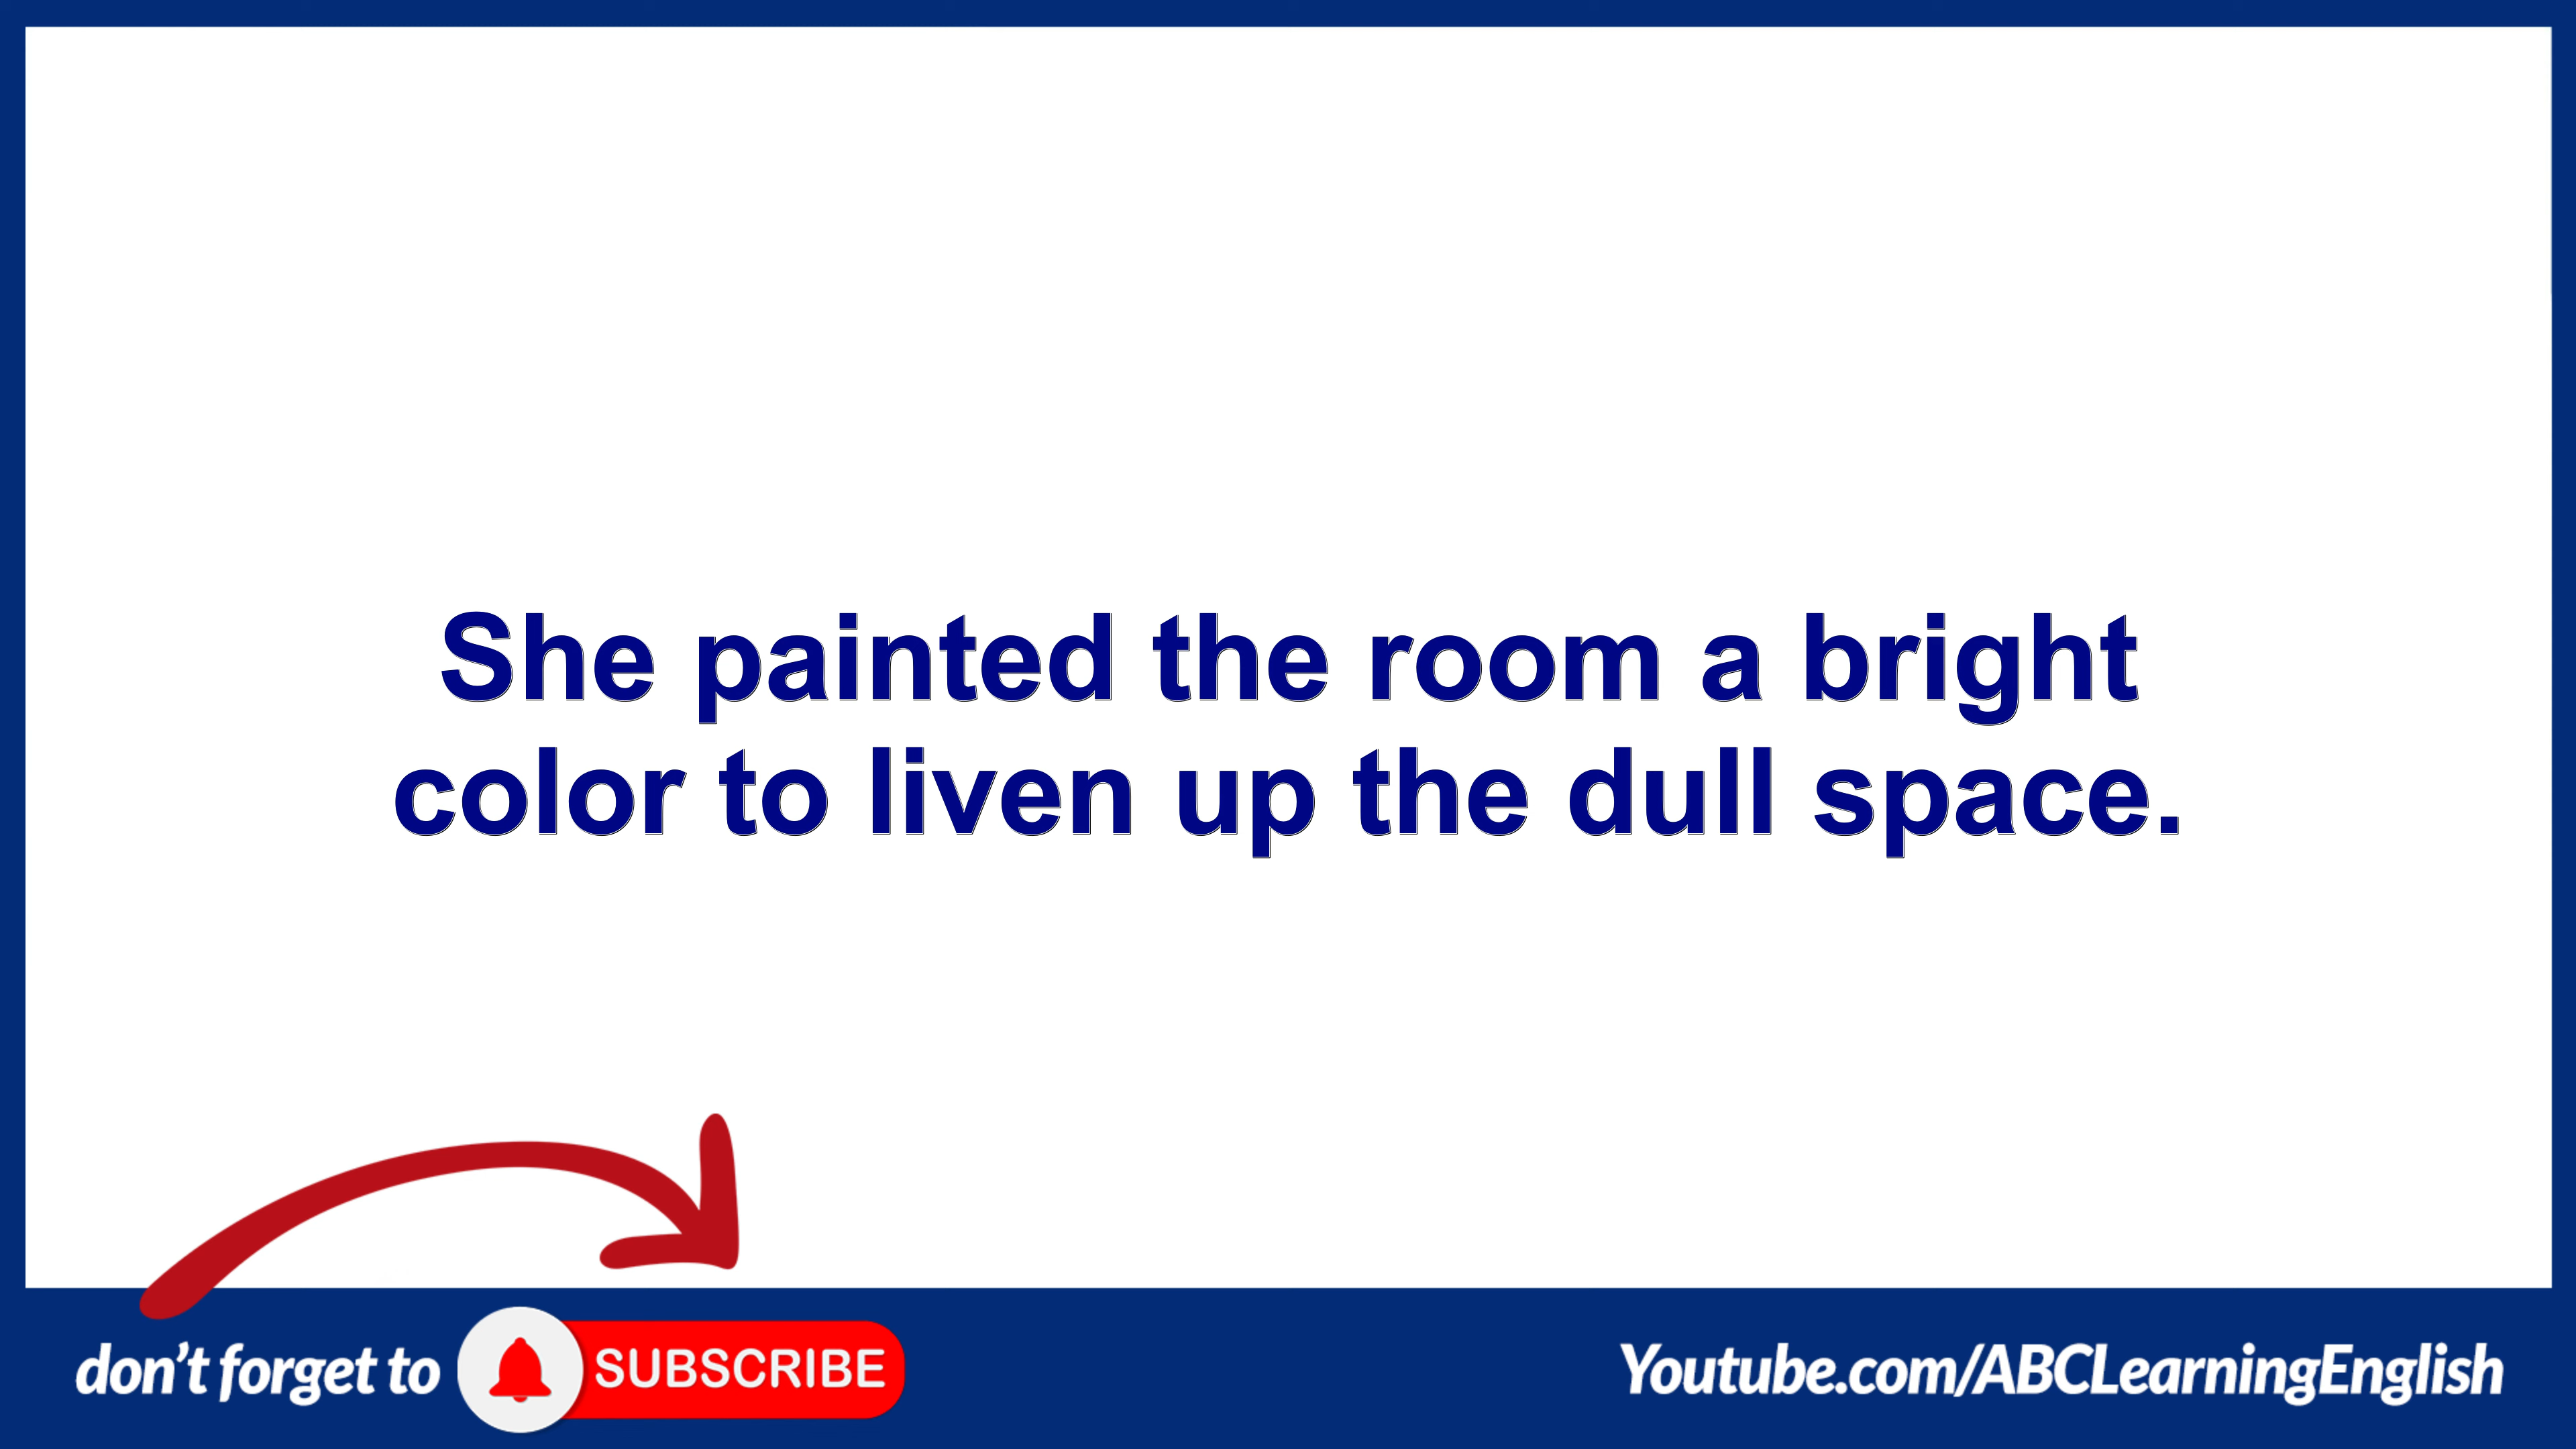 She painted the room a bright
color to liven up the dull space.
don't forget to SUBSCRIBE
Youtube.com/ABCLearningEnglish